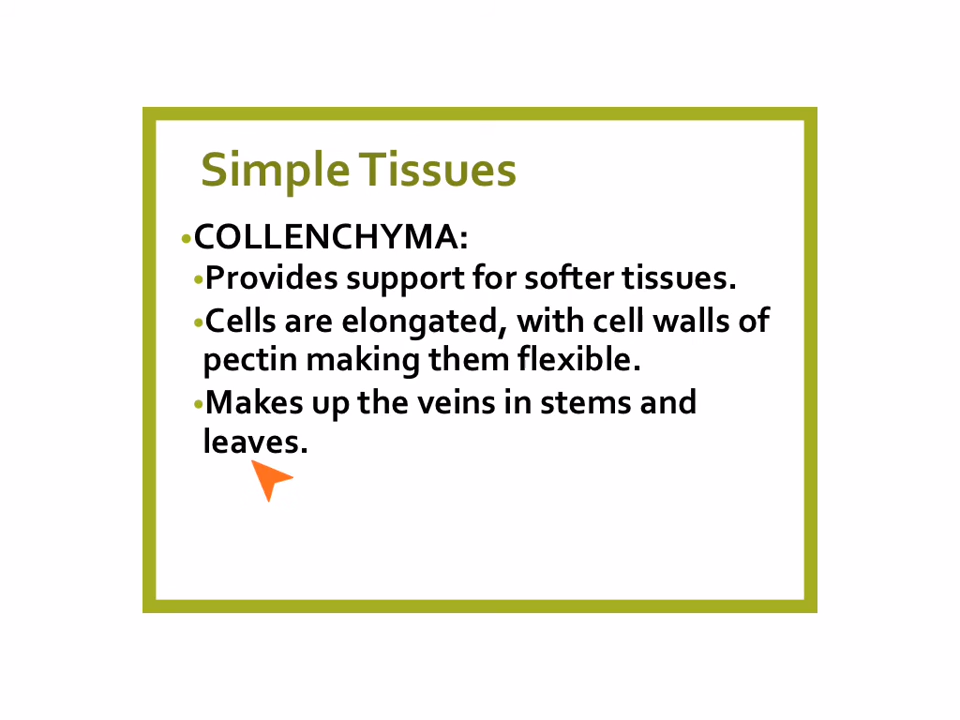 Simple Tissues
•COLLENCHYMA:
•Provides support for softer tissues.
•Cells are elongated, with cell walls of
pectin making them flexible.
•Makes up the veins in stems and
leaves.